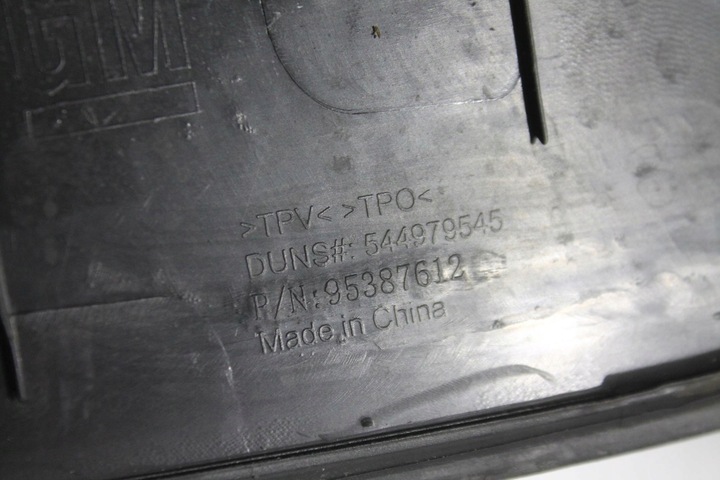 GM
>TPV< >TPO<
DUNS#: 544979545
P/N:95387612
Made in China